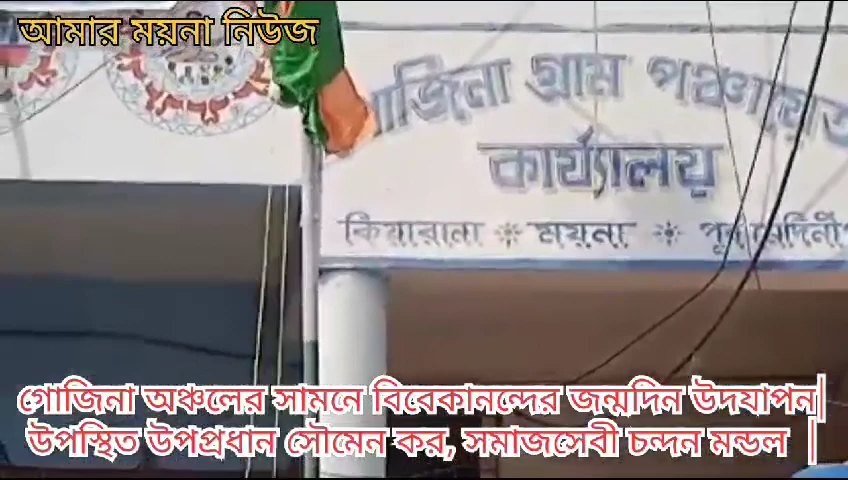 আমার ময়না নিউজ
গোজিনা গ্রাম পঞ্চায়েত
কার্য্যালয়
কিয়ারানা ☀ ময়না ☀ পূর্ব মেদিনীপ
গোজিনা অঞ্চলের সামনে বিবেকানন্দের জন্মদিন উদযাপন|
উপস্থিত উপপ্রধান সৌমেন কর, সমাজসেবী চন্দন মন্ডল |